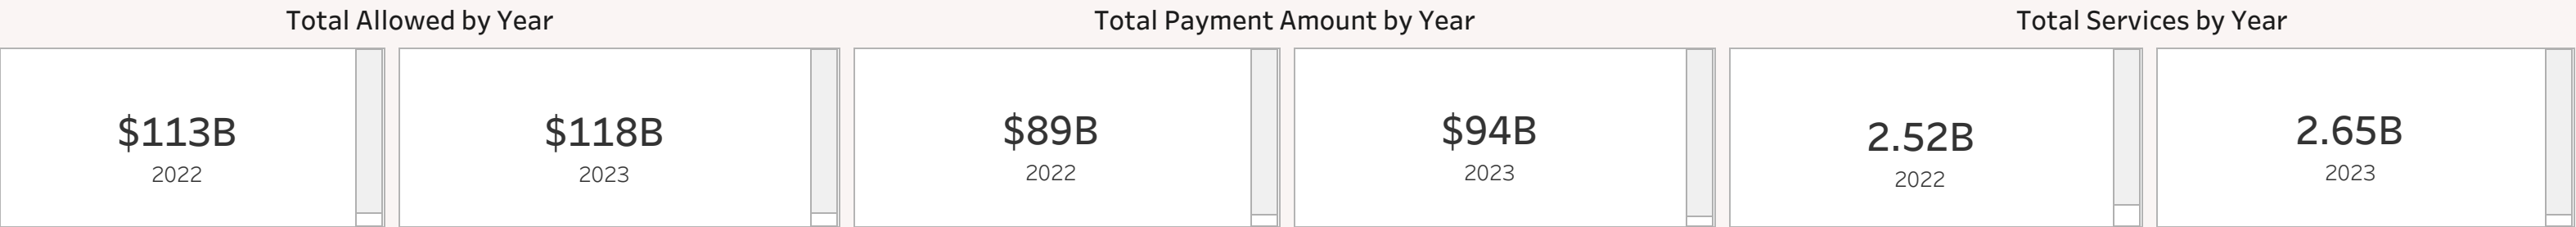 Total Allowed by Year
$113B
2022
$118B
2023
Total Payment Amount by Year
$89B
2022
$94B
2023
Total Services by Year
2.52B
2022
2.65B
2023